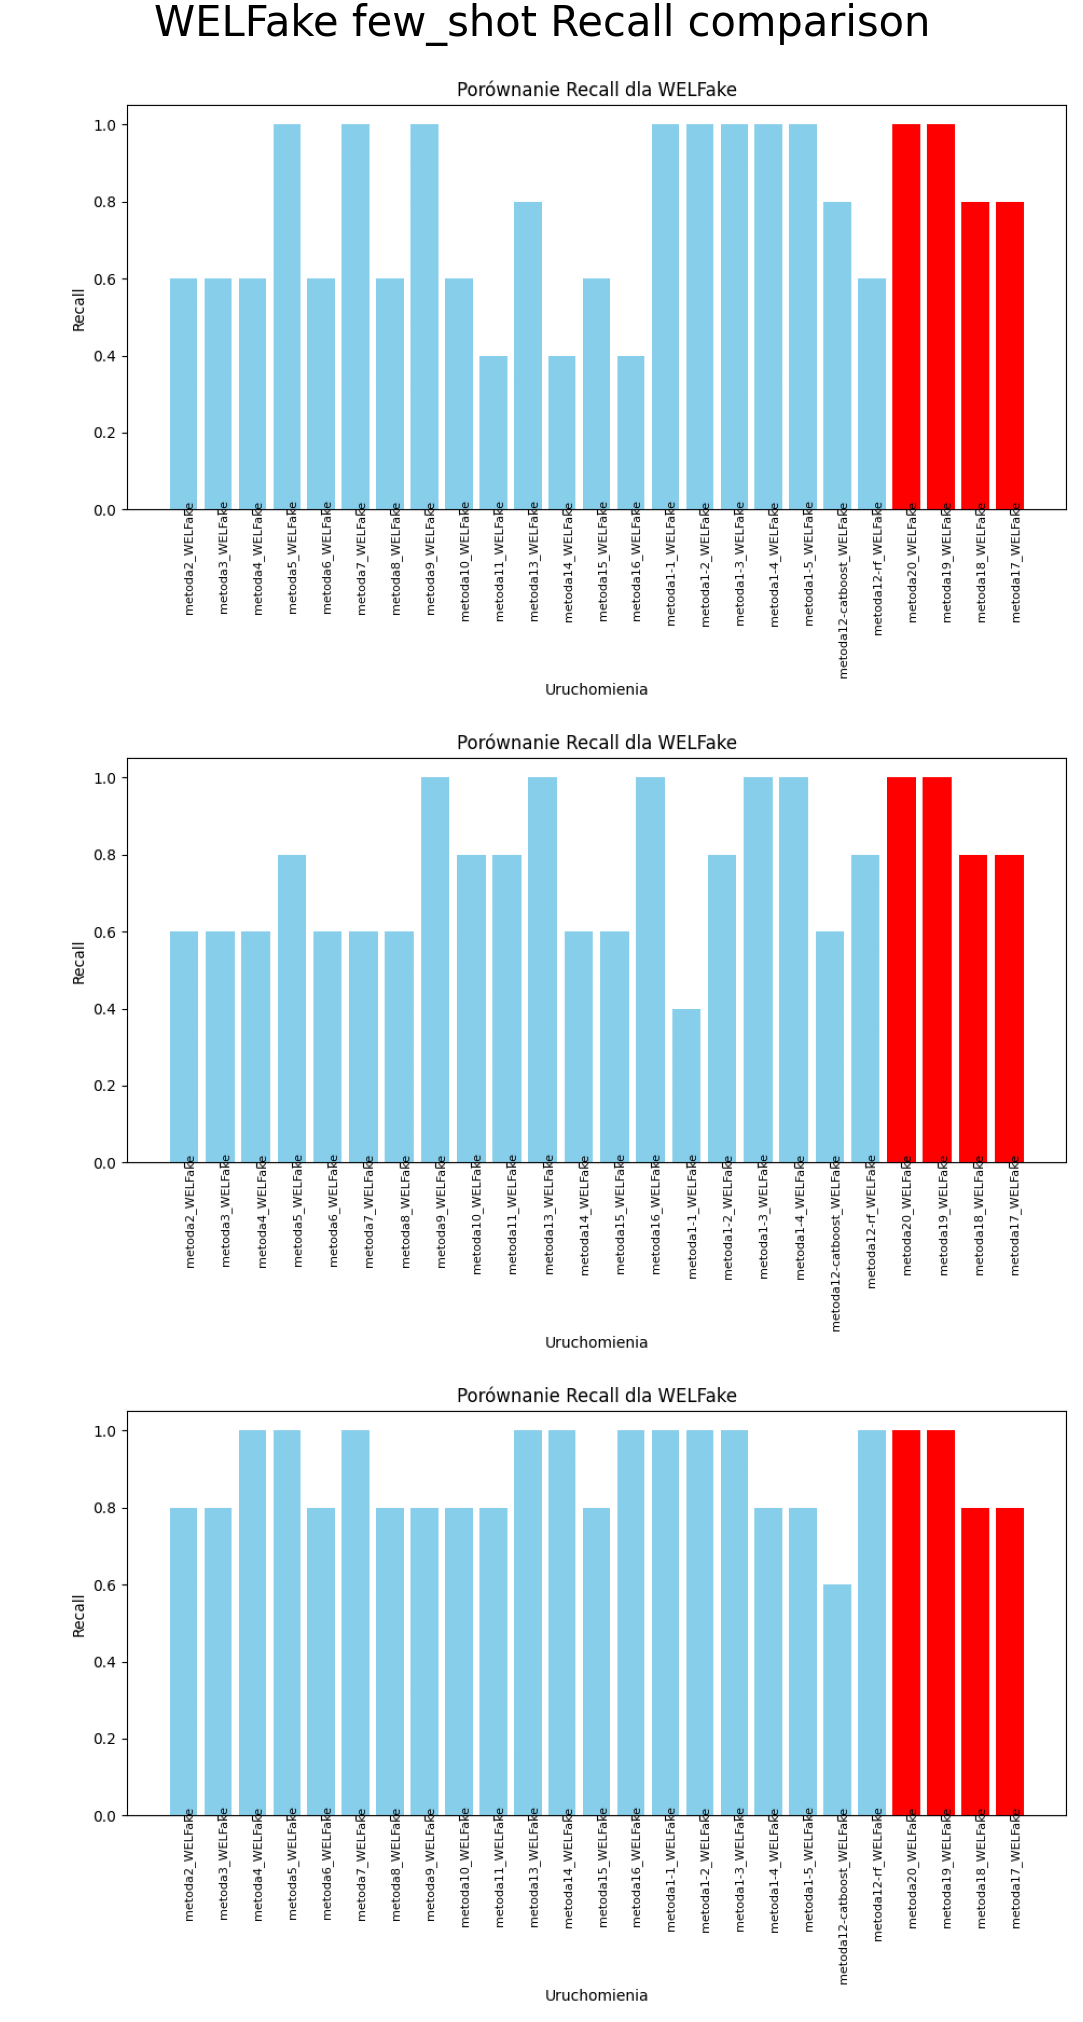 WELFake few_shot Recall comparison
Porównanie Recall dla WELFake
1.0
0.8
0.6
0.4
0.2
0.0
Recall
metoda2_WELFake
metoda3_WELFake
metoda4_WELFake
metoda5_WELFake
metoda6_WELFake
metoda7_WELFake
metoda8_WELFake
metoda9_WELFake
metoda10_WELFake
metoda11_WELFake
metoda13_WELFake
metoda14_WELFake
metoda15_WELFake
metoda16_WELFake
metoda1-1_WELFake
metoda1-2_WELFake
metoda1-3_WELFake
metoda1-4_WELFake
metoda1-5_WELFake
metoda12-catboost_WELFake
metoda12-rf_WELFake
metoda20_WELFake
metoda19_WELFake
metoda18_WELFake
metoda17_WELFake
Uruchomienia
Porównanie Recall dla WELFake
1.0
0.8
0.6
0.4
0.2
0.0
Recall
metoda2_WELFake
metoda3_WELFake
metoda4_WELFake
metoda5_WELFake
metoda6_WELFake
metoda7_WELFake
metoda8_WELFake
metoda9_WELFake
metoda10_WELFake
metoda11_WELFake
metoda13_WELFake
metoda14_WELFake
metoda15_WELFake
metoda16_WELFake
metoda1-1_WELFake
metoda1-2_WELFake
metoda1-3_WELFake
metoda1-4_WELFake
metoda12-catboost_WELFake
metoda12-rf_WELFake
metoda20_WELFake
metoda19_WELFake
metoda18_WELFake
metoda17_WELFake
Uruchomienia
Porównanie Recall dla WELFake
1.0
0.8
0.6
0.4
0.2
0.0
Recall
metoda2_WELFake
metoda3_WELFake
metoda4_WELFake
metoda5_WELFake
metoda6_WELFake
metoda7_WELFake
metoda8_WELFake
metoda9_WELFake
metoda10_WELFake
metoda11_WELFake
metoda13_WELFake
metoda14_WELFake
metoda15_WELFake
metoda16_WELFake
metoda1-1_WELFake
metoda1-2_WELFake
metoda1-3_WELFake
metoda1-4_WELFake
metoda1-5_WELFake
metoda12-catboost_WELFake
metoda12-rf_WELFake
metoda20_WELFake
metoda19_WELFake
metoda18_WELFake
metoda17_WELFake
Uruchomienia